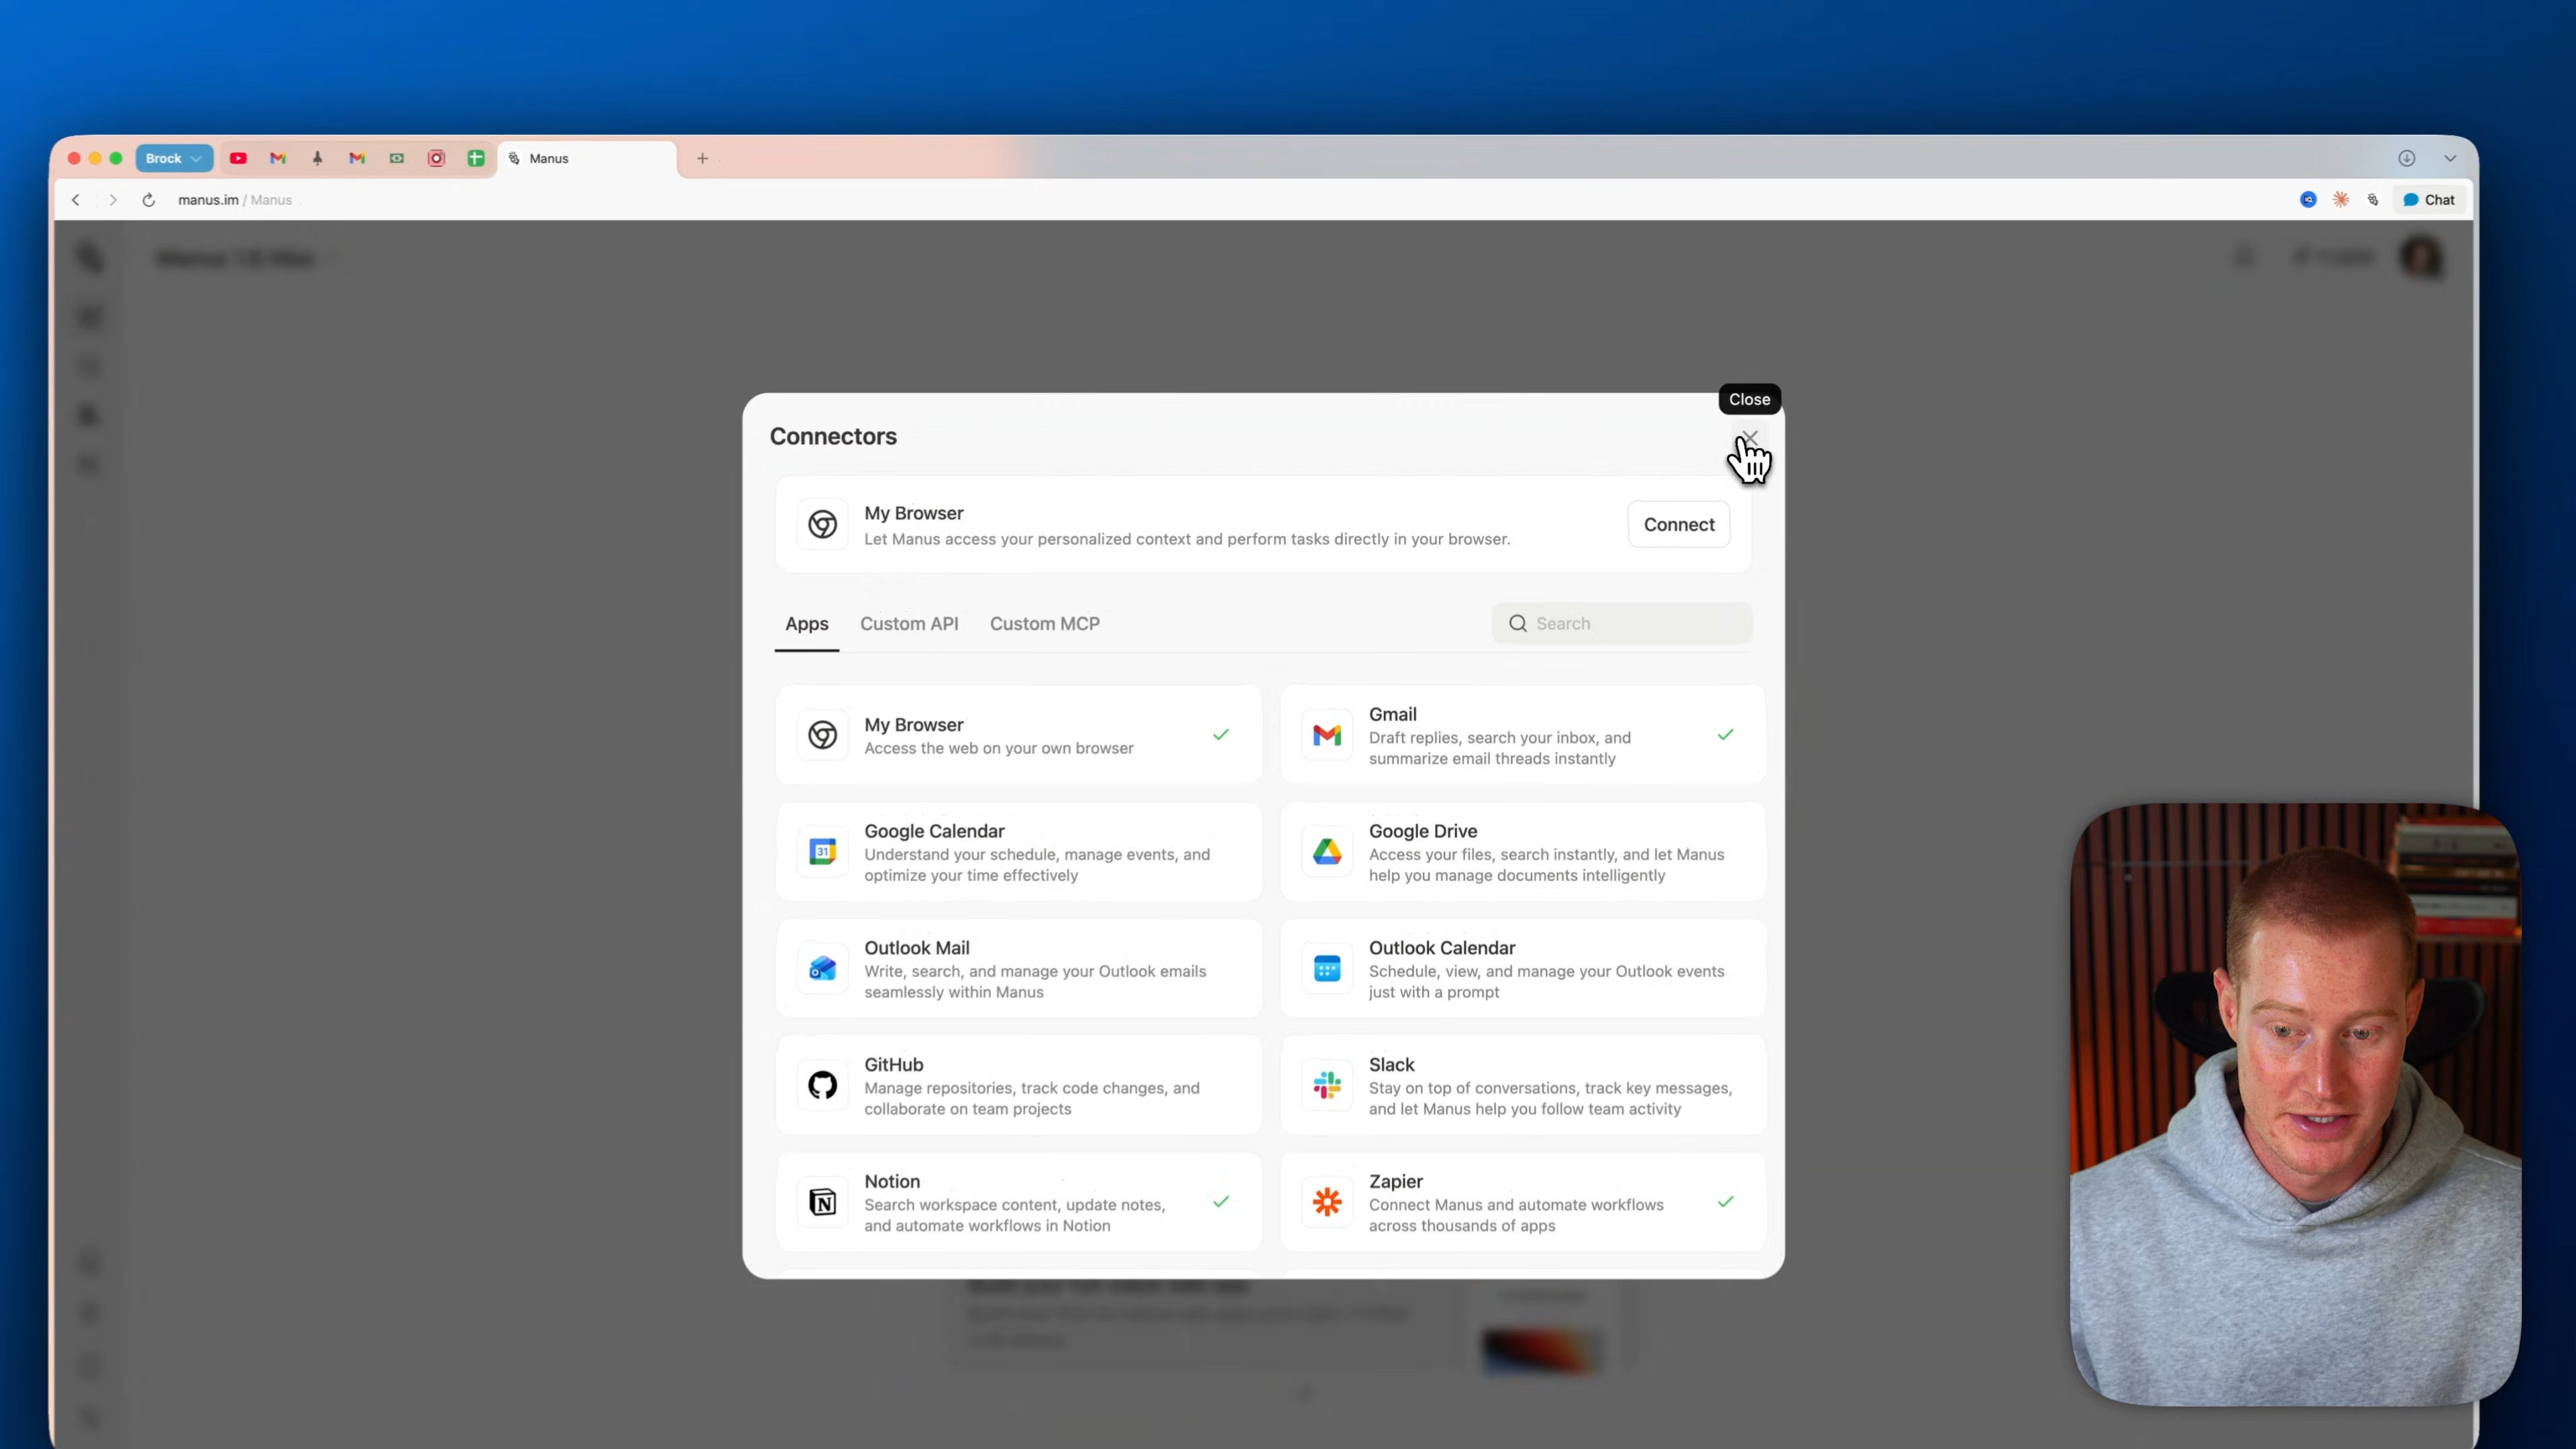 Brock
Manus
manus.im / Manus
Chat
Manus 1.6 Max
Close
Connectors
My Browser
Let Manus access your personalized context and perform tasks directly in your browser.
Connect
Apps
Custom API
Custom MCP
Search
My Browser
Access the web on your own browser
Gmail
Draft replies, search your inbox, and
summarize email threads instantly
Google Calendar
31
Understand your schedule, manage events, and
optimize your time effectively
Google Drive
Access your files, search instantly, and let Manus
help you manage documents intelligently
Outlook Mail
Write, search, and manage your Outlook emails
seamlessly within Manus
Outlook Calendar
Schedule, view, and manage your Outlook events
just with a prompt
GitHub
Manage repositories, track code changes, and
collaborate on team projects
Slack
Stay on top of conversations, track key messages,
and let Manus help you follow team activity
Notion
Search workspace content, update notes,
and automate workflows in Notion
Zapier
Connect Manus and automate workflows
across thousands of apps